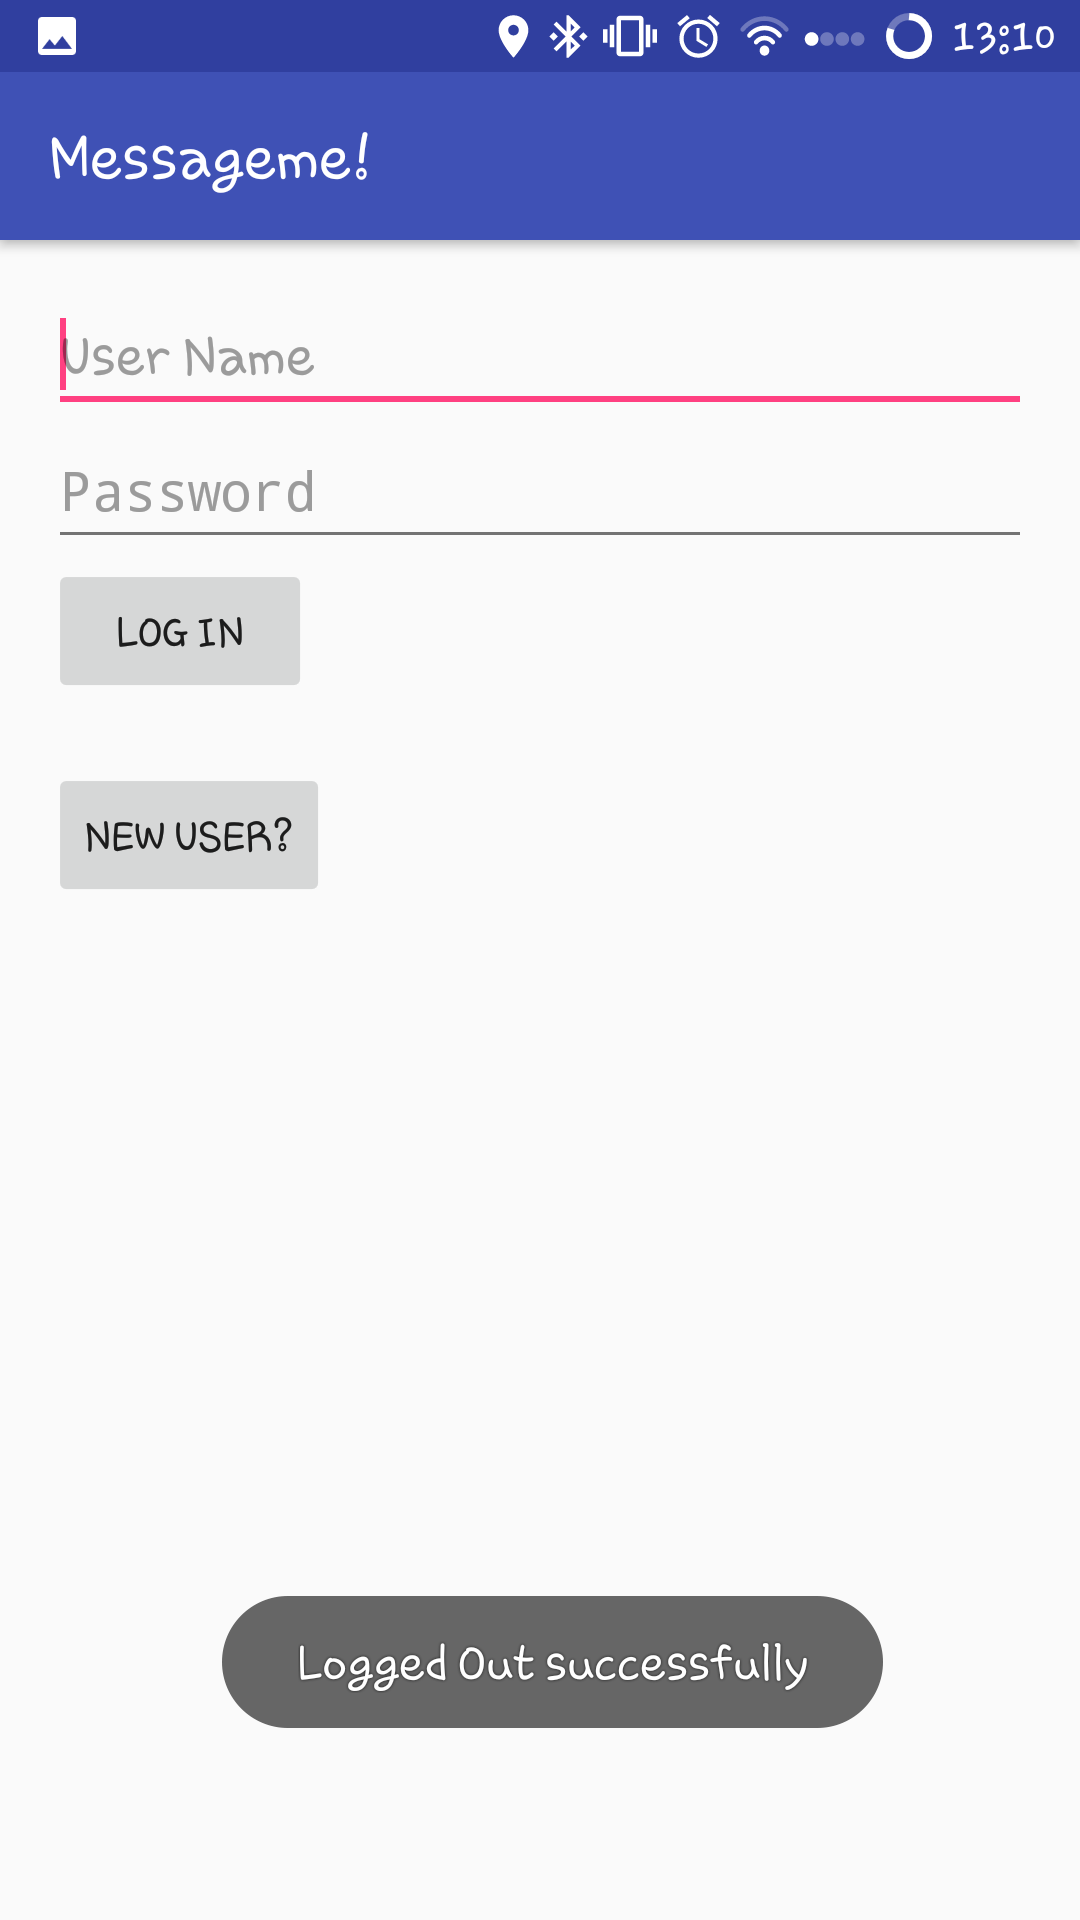 13:10
Messageme!
User Name
Password
LOG IN
NEW USER?
Logged Out successfully